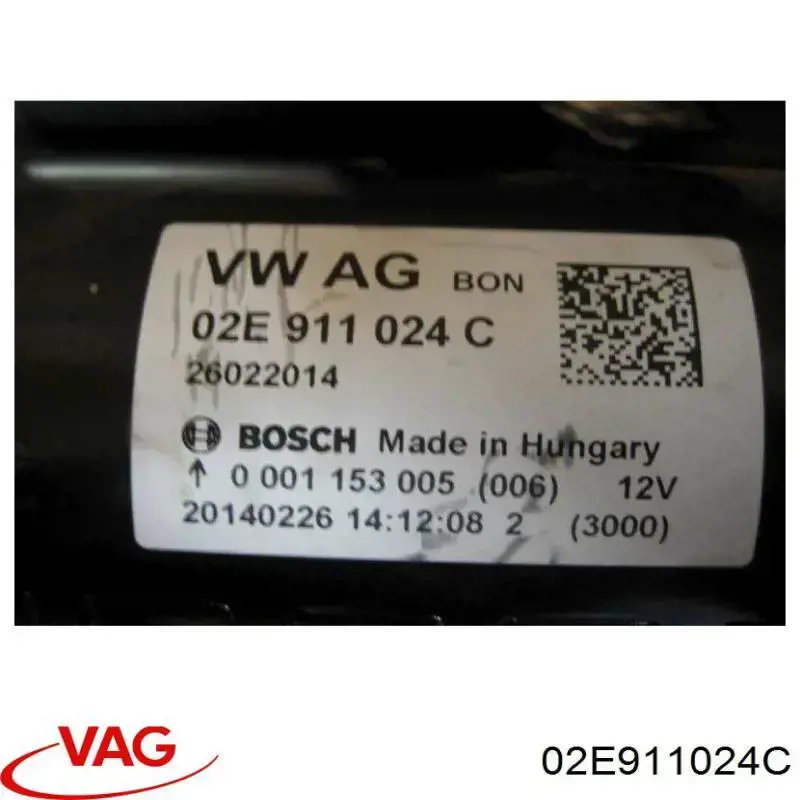 VW AG BON
02E 911 024 C
26022014
BOSCH Made in Hungary
↑ 0 001 153 005 (006) 12V
20140226 14:12:08 2 (3000)
VAG
02E911024C